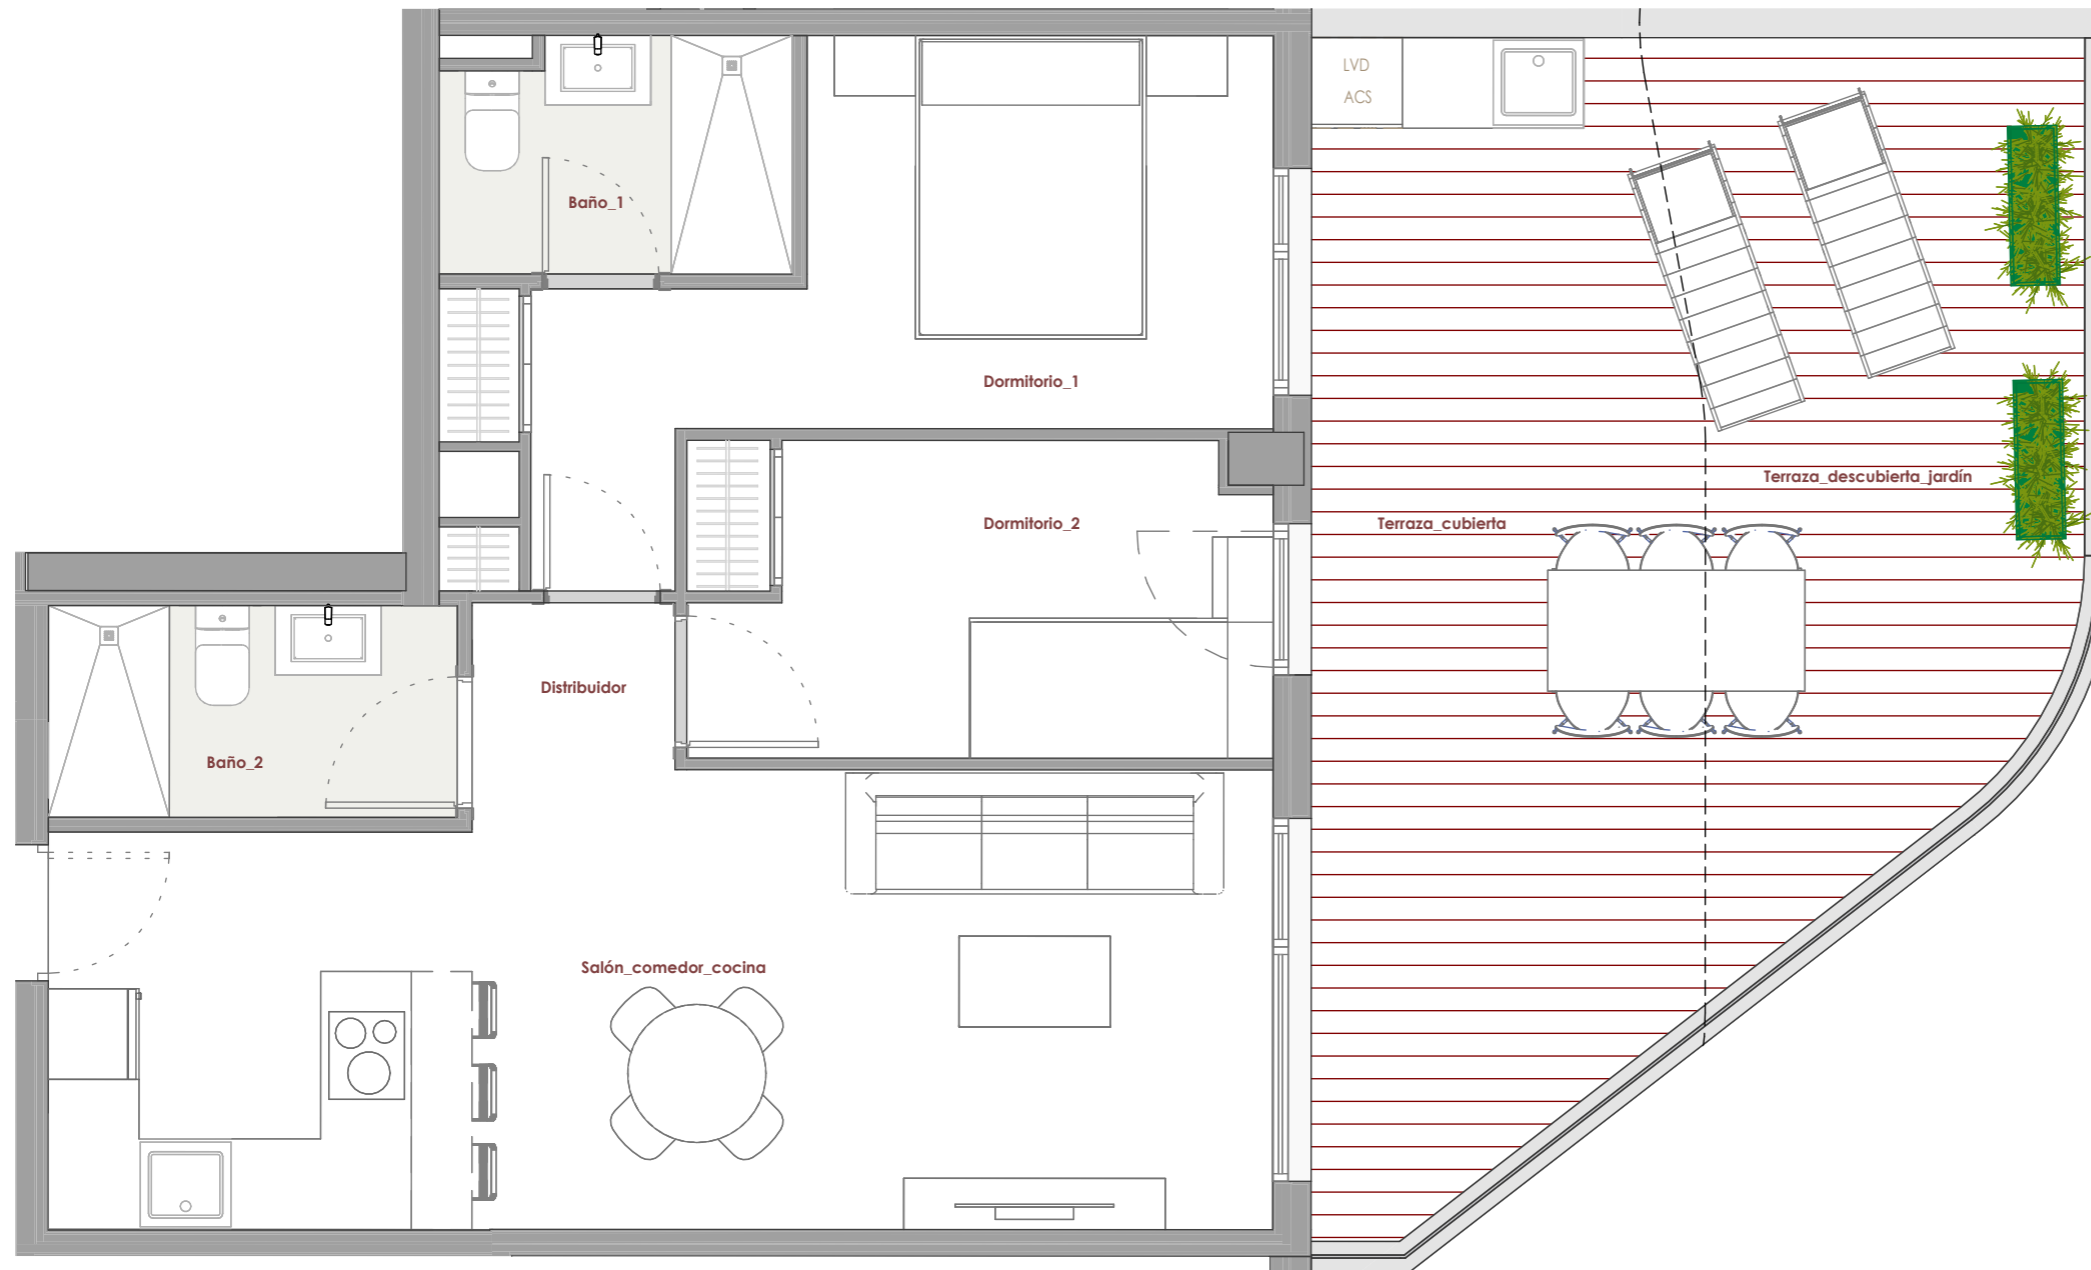 LVD
ACS
Baño_1
Dormitorio_1
Terraza_descubierta_jardín
Dormitorio_2
Terraza_cubierta
Distribuidor
Baño_2
Salón_comedor_cocina